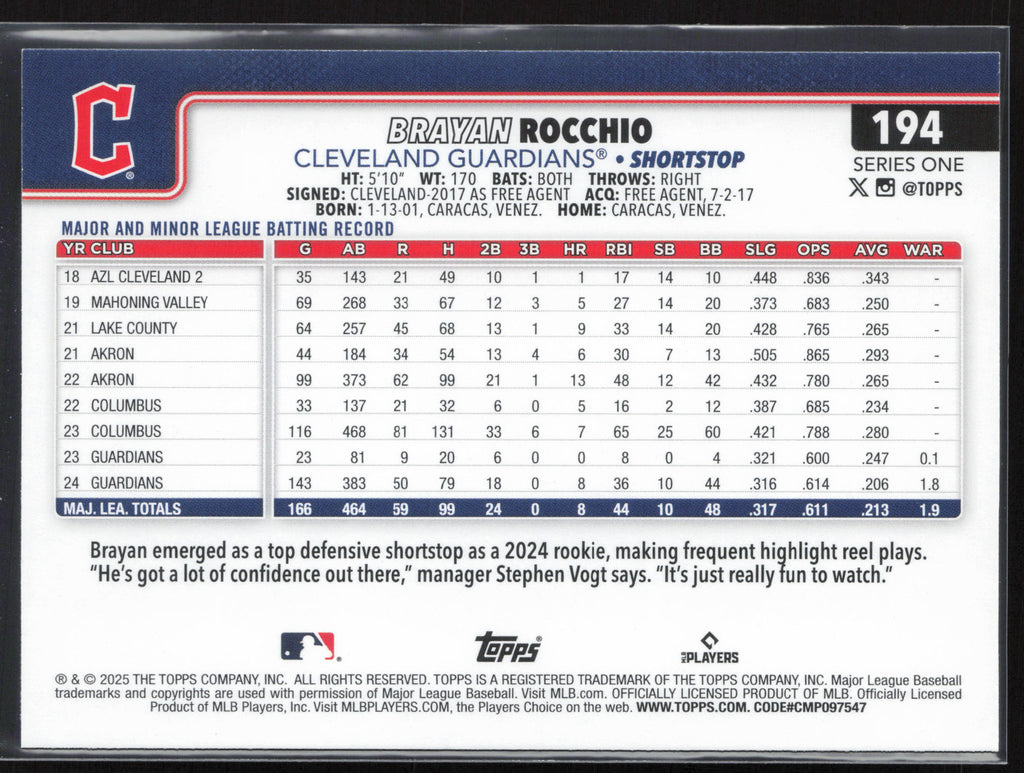 C®
BRAYAN ROCCHIO
194
CLEVELAND GUARDIANS® • SHORTSTOP
SERIES ONE
HT: 5'10" WT: 170 BATS: BOTH THROWS: RIGHT
X @TOPPS
SIGNED: CLEVELAND-2017 AS FREE AGENT ACQ: FREE AGENT, 7-2-17
BORN: 1-13-01, CARACAS, VENEZ. HOME: CARACAS, VENEZ.
MAJOR AND MINOR LEAGUE BATTING RECORD
YR CLUB G AB R H 2B 3B HR RBI SB BB SLG OPS AVG WAR
18 AZL CLEVELAND 2 35 143 21 49 10 1 1 17 14 10 .448 .836 .343 -
19 MAHONING VALLEY 69 268 33 67 12 3 5 27 14 20 .373 .683 .250 -
21 LAKE COUNTY 64 257 45 68 13 1 9 33 14 20 .428 .765 .265 -
21 AKRON 44 184 34 54 13 4 6 30 7 13 .505 .865 .293 -
22 AKRON 99 373 62 99 21 1 13 48 12 42 .432 .780 .265 -
22 COLUMBUS 33 137 21 32 6 0 5 16 2 12 .387 .685 .234 -
23 COLUMBUS 116 468 81 131 33 6 7 65 25 60 .421 .788 .280 -
23 GUARDIANS 23 81 9 20 6 0 0 8 0 4 .321 .600 .247 0.1
24 GUARDIANS 143 383 50 79 18 0 8 36 10 44 .316 .614 .206 1.8
MAJ. LEA. TOTALS 166 464 59 99 24 0 8 44 10 48 .317 .611 .213 1.9
Brayan emerged as a top defensive shortstop as a 2024 rookie, making frequent highlight reel plays.
"He's got a lot of confidence out there," manager Stephen Vogt says. "It's just really fun to watch."
Topps® MLB PLAYERS
® & © 2025 THE TOPPS COMPANY, INC. ALL RIGHTS RESERVED. TOPPS IS A REGISTERED TRADEMARK OF THE TOPPS COMPANY, INC. Major League Baseball
trademarks and copyrights are used with permission of Major League Baseball. Visit MLB.com. OFFICIALLY LICENSED PRODUCT OF MLB. Officially Licensed
Product of MLB Players, Inc. Visit MLBPLAYERS.COM, the Players Choice on the web. WWW.TOPPS.COM. CODE#CMP097547